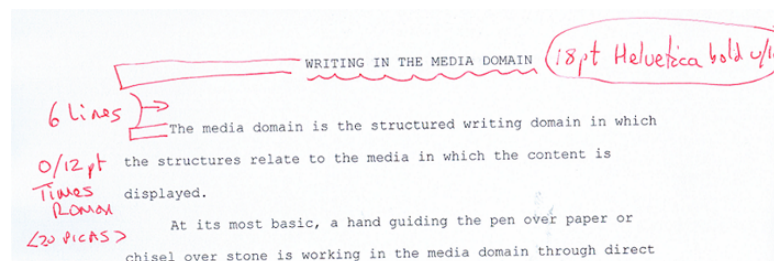 WRITING IN THE MEDIA DOMAIN
18pt Helvetica bold u/l
6 Lines
The media domain is the structured writing domain in which
0/12 pt
the structures relate to the media in which the content is
Times
displayed.
Roman
At its most basic, a hand guiding the pen over paper or
<20 PICAS>
chisel over stone is working in the media domain through direct